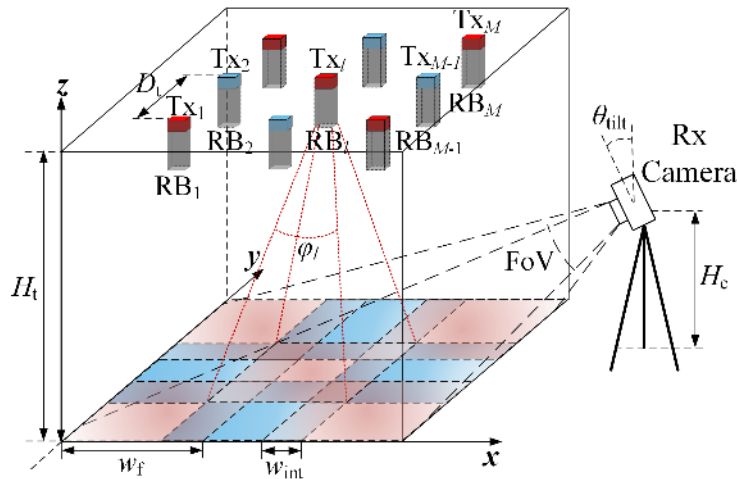 Tx_M
Tx_2
Tx_l
Tx_{M-1}
z
D_t
Tx_1
RB_M
θ_tilt
Rx
Camera
RB_2
RB_l
RB_{M-1}
RB_1
φ_l
FoV
H_c
y
H_t
w_f
w_int
x